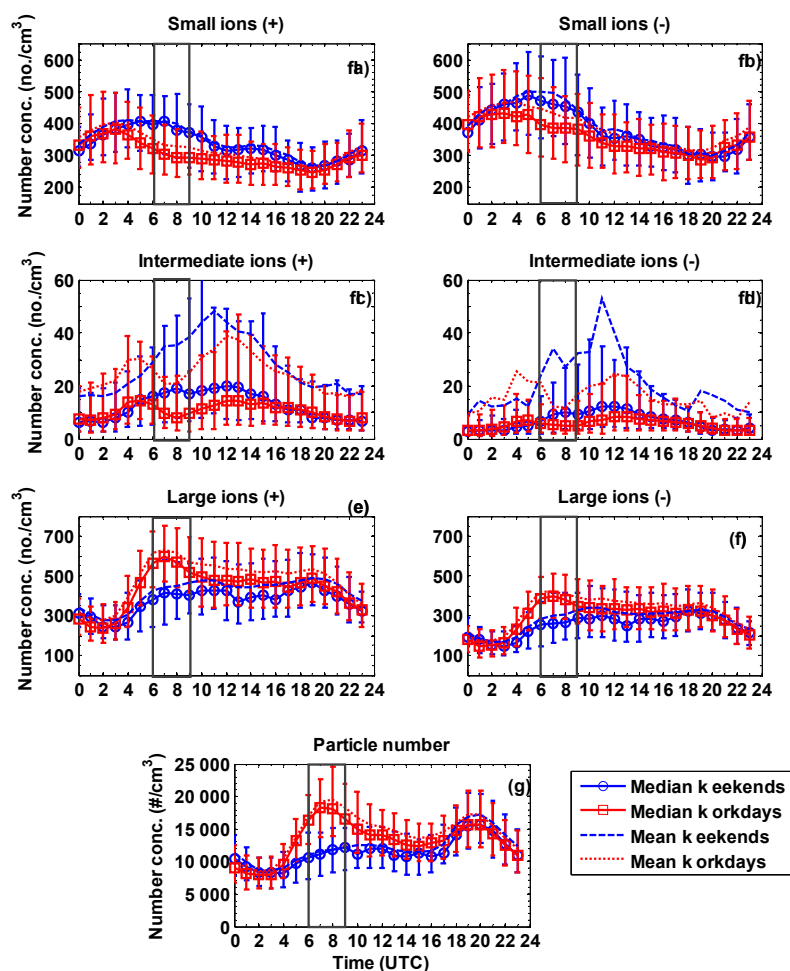 Small ions (+)
Small ions (-)
Number conc. (no./cm3)
600
500
400
300
200
fa)
0 2 4 6 8 10 12 14 16 18 20 22 24
600
500
400
300
200
fb)
0 2 4 6 8 10 12 14 16 18 20 22 24
Intermediate ions (+)
Intermediate ions (-)
Number conc. (no./cm3)
60
40
20
0
fc)
0 2 4 6 8 10 12 14 16 18 20 22 24
60
40
20
0
fd)
0 2 4 6 8 10 12 14 16 18 20 22 24
Large ions (+)
Large ions (-)
Number conc. (no./cm3)
700
500
300
100
(e)
0 2 4 6 8 10 12 14 16 18 20 22 24
700
500
300
100
(f)
0 2 4 6 8 10 12 14 16 18 20 22 24
Particle number
Number conc. (#/cm3)
25 000
20 000
15 000
10 000
5 000
0
(g)
0 2 4 6 8 10 12 14 16 18 20 22 24
Time (UTC)
Median k eekends
Median k orkdays
Mean k eekends
Mean k orkdays